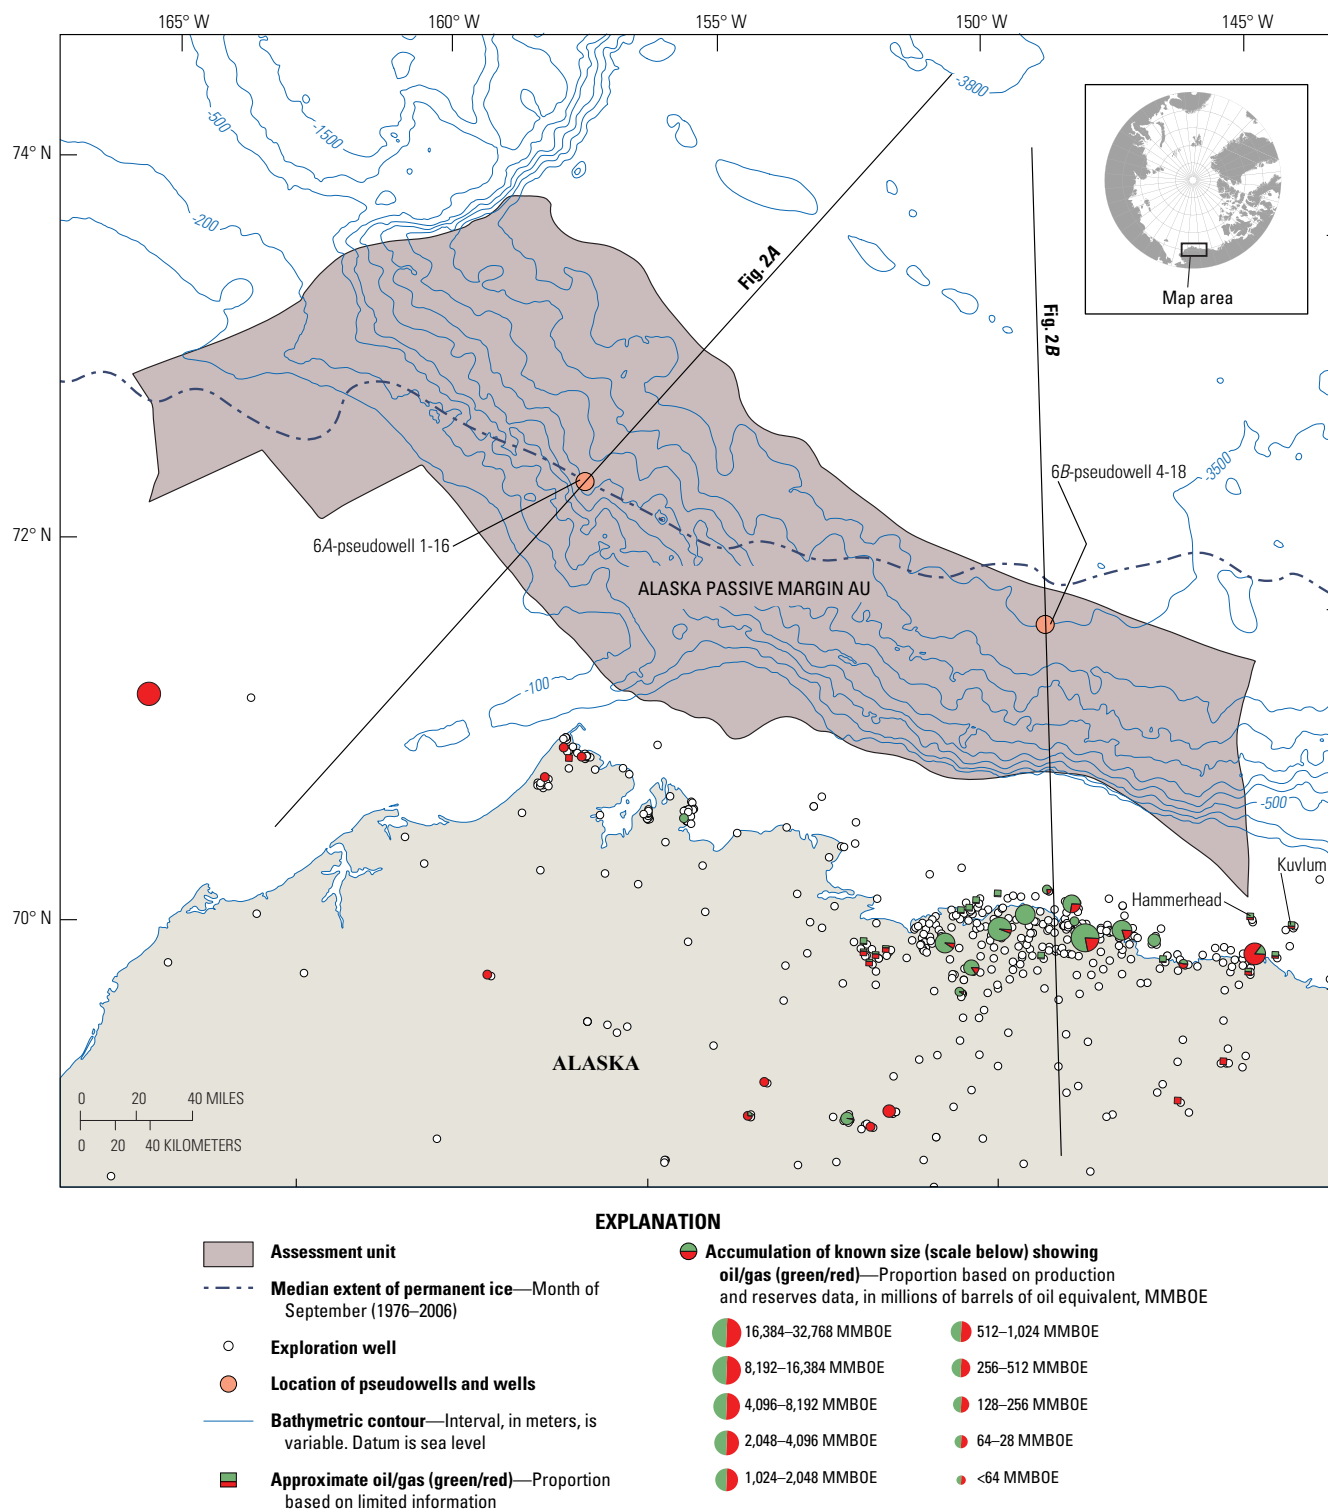 165° W
160° W
155° W
150° W
145° W
74° N
72° N
70° N
-3800
-500
-1500
-200
Fig. 2A
Fig. 2B
Map area
-3500
6B-pseudowell 4-18
6A-pseudowell 1-16
ALASKA PASSIVE MARGIN AU
-100
-500
Kuvlum
Hammerhead
ALASKA
0 20 40 MILES
0 20 40 KILOMETERS
EXPLANATION
Assessment unit
Median extent of permanent ice—Month of
September (1976–2006)
Exploration well
Location of pseudowells and wells
Bathymetric contour—Interval, in meters, is
variable. Datum is sea level
Approximate oil/gas (green/red)—Proportion
based on limited information
Accumulation of known size (scale below) showing
oil/gas (green/red)—Proportion based on production
and reserves data, in millions of barrels of oil equivalent, MMBOE
16,384–32,768 MMBOE
8,192–16,384 MMBOE
4,096–8,192 MMBOE
2,048–4,096 MMBOE
1,024–2,048 MMBOE
512–1,024 MMBOE
256–512 MMBOE
128–256 MMBOE
64–28 MMBOE
<64 MMBOE